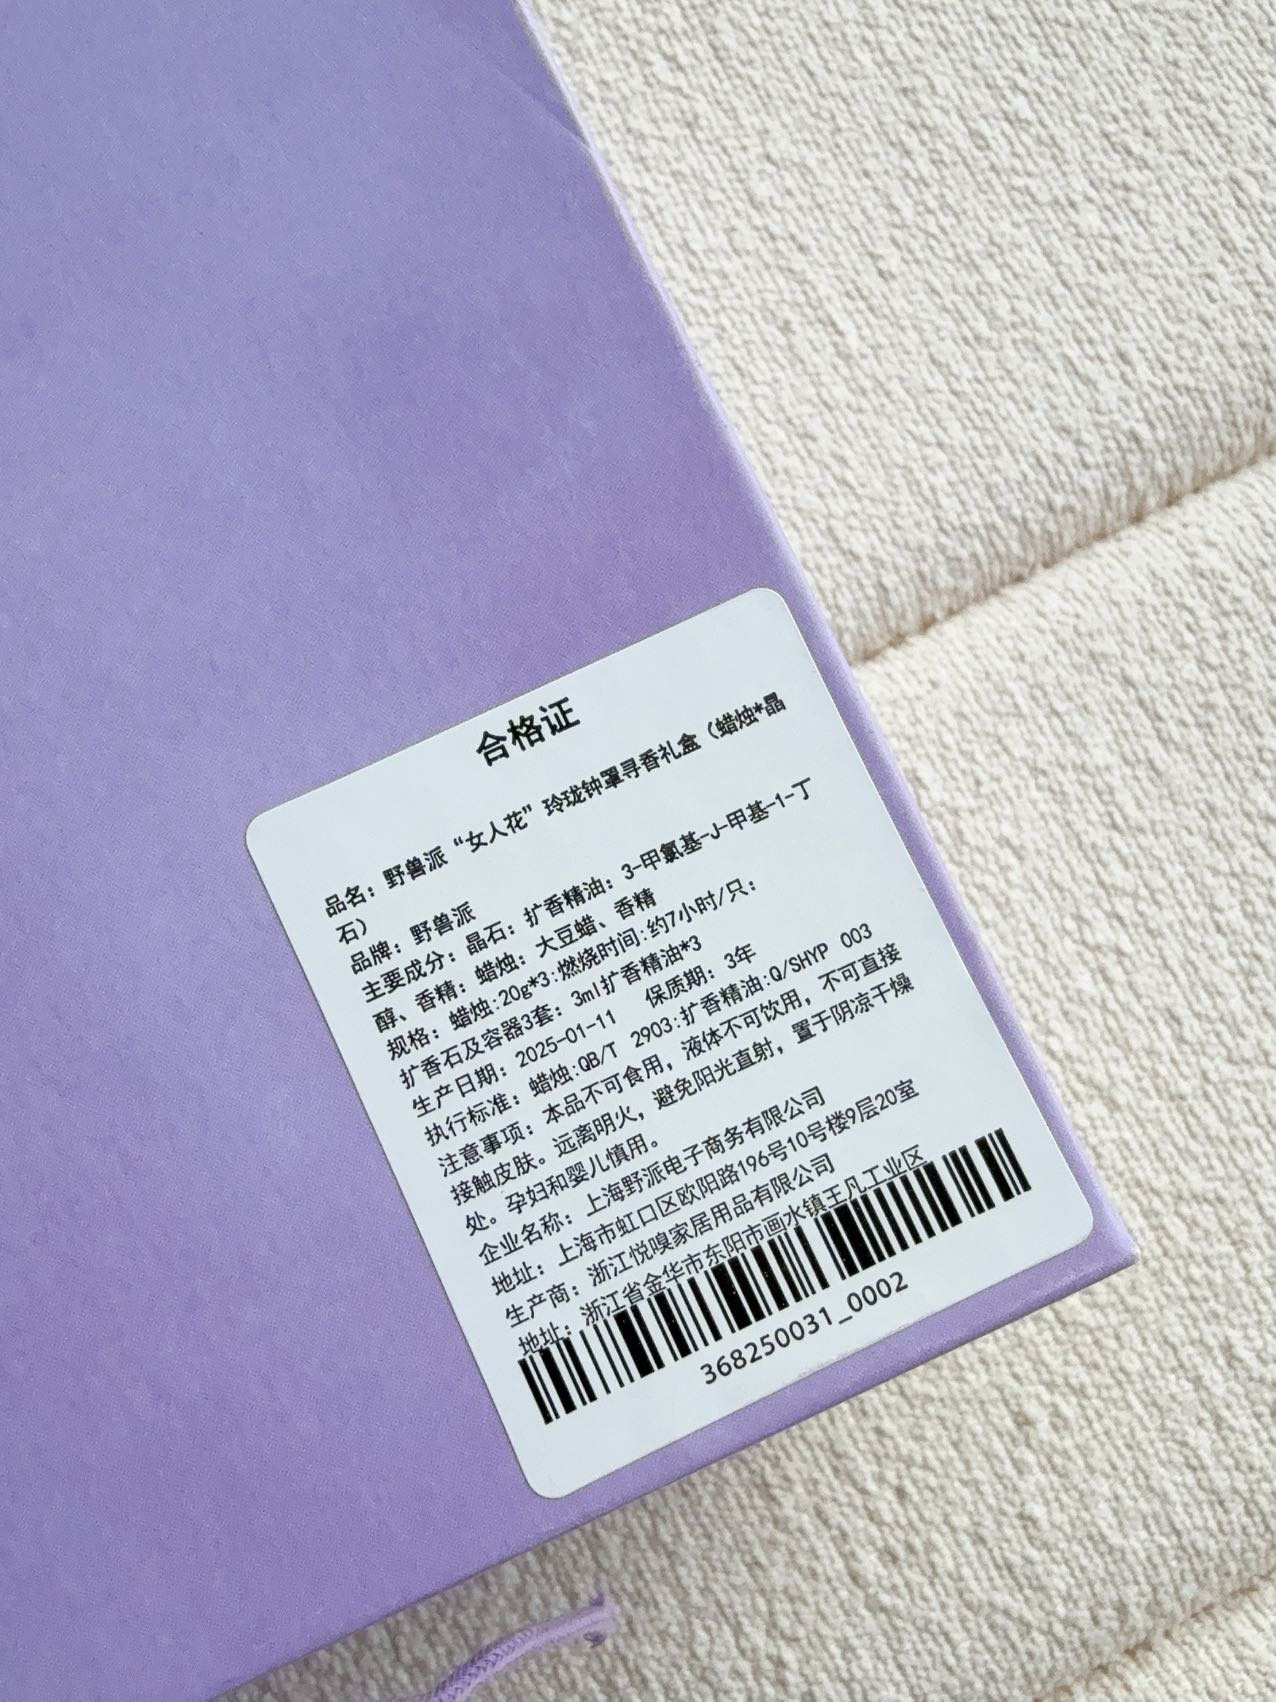 合格证
品名：野兽派“女人花”玲珑钟罩寻香礼盒（蜡烛*晶
石）
品牌：野兽派
主要成分：晶石：扩香精油：3-甲氧基-J-甲基-1-丁
醇、香精：蜡烛：大豆蜡、香精
规格：蜡烛:20g*3:燃烧时间:约7小时/只：
扩香石及容器3套：3ml扩香精油*3
生产日期：2025-01-11 保质期：3年
执行标准：蜡烛:QB/T 2903:扩香精油:Q/SHYP 003
注意事项：本品不可食用，液体不可饮用，不可直接
接触皮肤。远离明火，避免阳光直射，置于阴凉干燥
处。孕妇和婴儿慎用。
企业名称：上海野派电子商务有限公司
地址：上海市虹口区欧阳路196号10号楼9层20室
生产商：浙江悦嗅家居用品有限公司
地址：浙江省金华市东阳市画水镇王凡工业区
368250031_0002